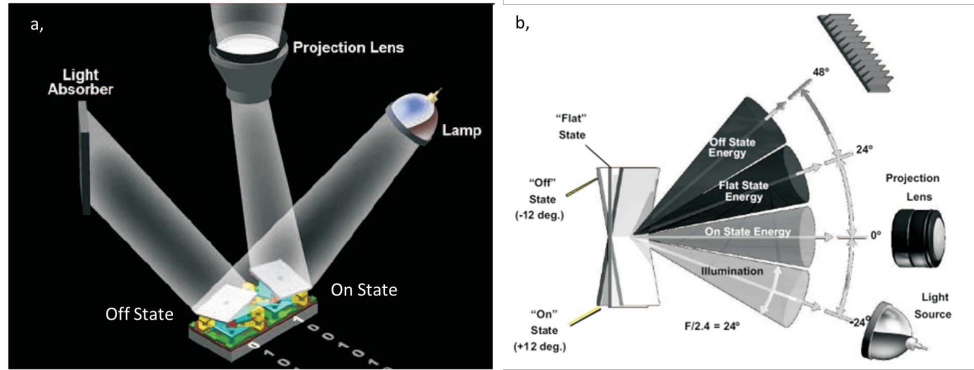 a,
Projection Lens
Light
Absorber
Lamp
Off State
On State
b,
48°
"Flat"
State
Off State
Energy
24°
"Off"
State
(-12 deg.)
Flat State
Energy
Projection
Lens
On State Energy
0°
Illumination
"On"
State
(+12 deg.)
F/2.4 = 24°
-24°
Light
Source